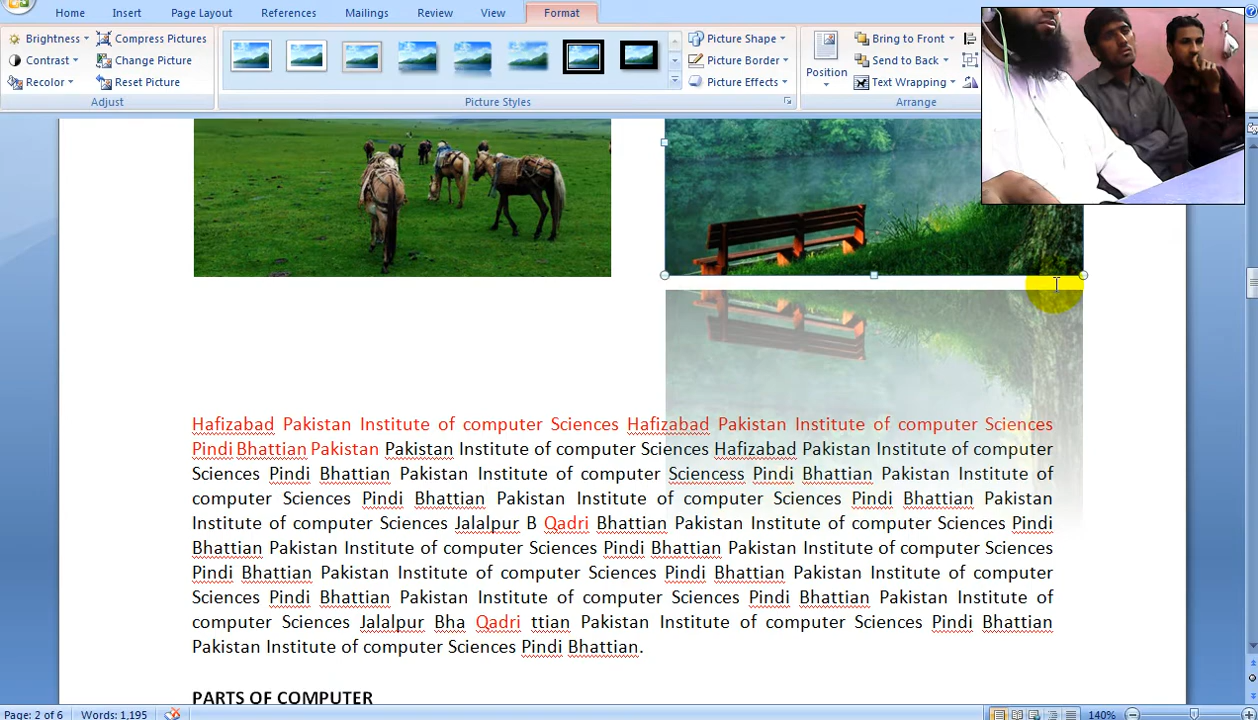 Home Insert Page Layout References Mailings Review View Format
Brightness Compress Pictures Picture Shape Bring to Front
Contrast Change Picture Picture Border Position Send to Back
Recolor Reset Picture Picture Effects Text Wrapping
Adjust Picture Styles Arrange
Hafizabad Pakistan Institute of computer Sciences Hafizabad Pakistan Institute of computer Sciences
Pindi Bhattian Pakistan Pakistan Institute of computer Sciences Hafizabad Pakistan Institute of computer
Sciences Pindi Bhattian Pakistan Institute of computer Sciencess Pindi Bhattian Pakistan Institute of
computer Sciences Pindi Bhattian Pakistan Institute of computer Sciences Pindi Bhattian Pakistan
Institute of computer Sciences Jalalpur B Qadri Bhattian Pakistan Institute of computer Sciences Pindi
Bhattian Pakistan Institute of computer Sciences Pindi Bhattian Pakistan Institute of computer Sciences
Pindi Bhattian Pakistan Institute of computer Sciences Pindi Bhattian Pakistan Institute of computer
Sciences Pindi Bhattian Pakistan Institute of computer Sciences Pindi Bhattian Pakistan Institute of
computer Sciences Jalalpur Bha Qadri ttian Pakistan Institute of computer Sciences Pindi Bhattian
Pakistan Institute of computer Sciences Pindi Bhattian.
PARTS OF COMPUTER
Page: 2 of 6 Words: 1,195 140%